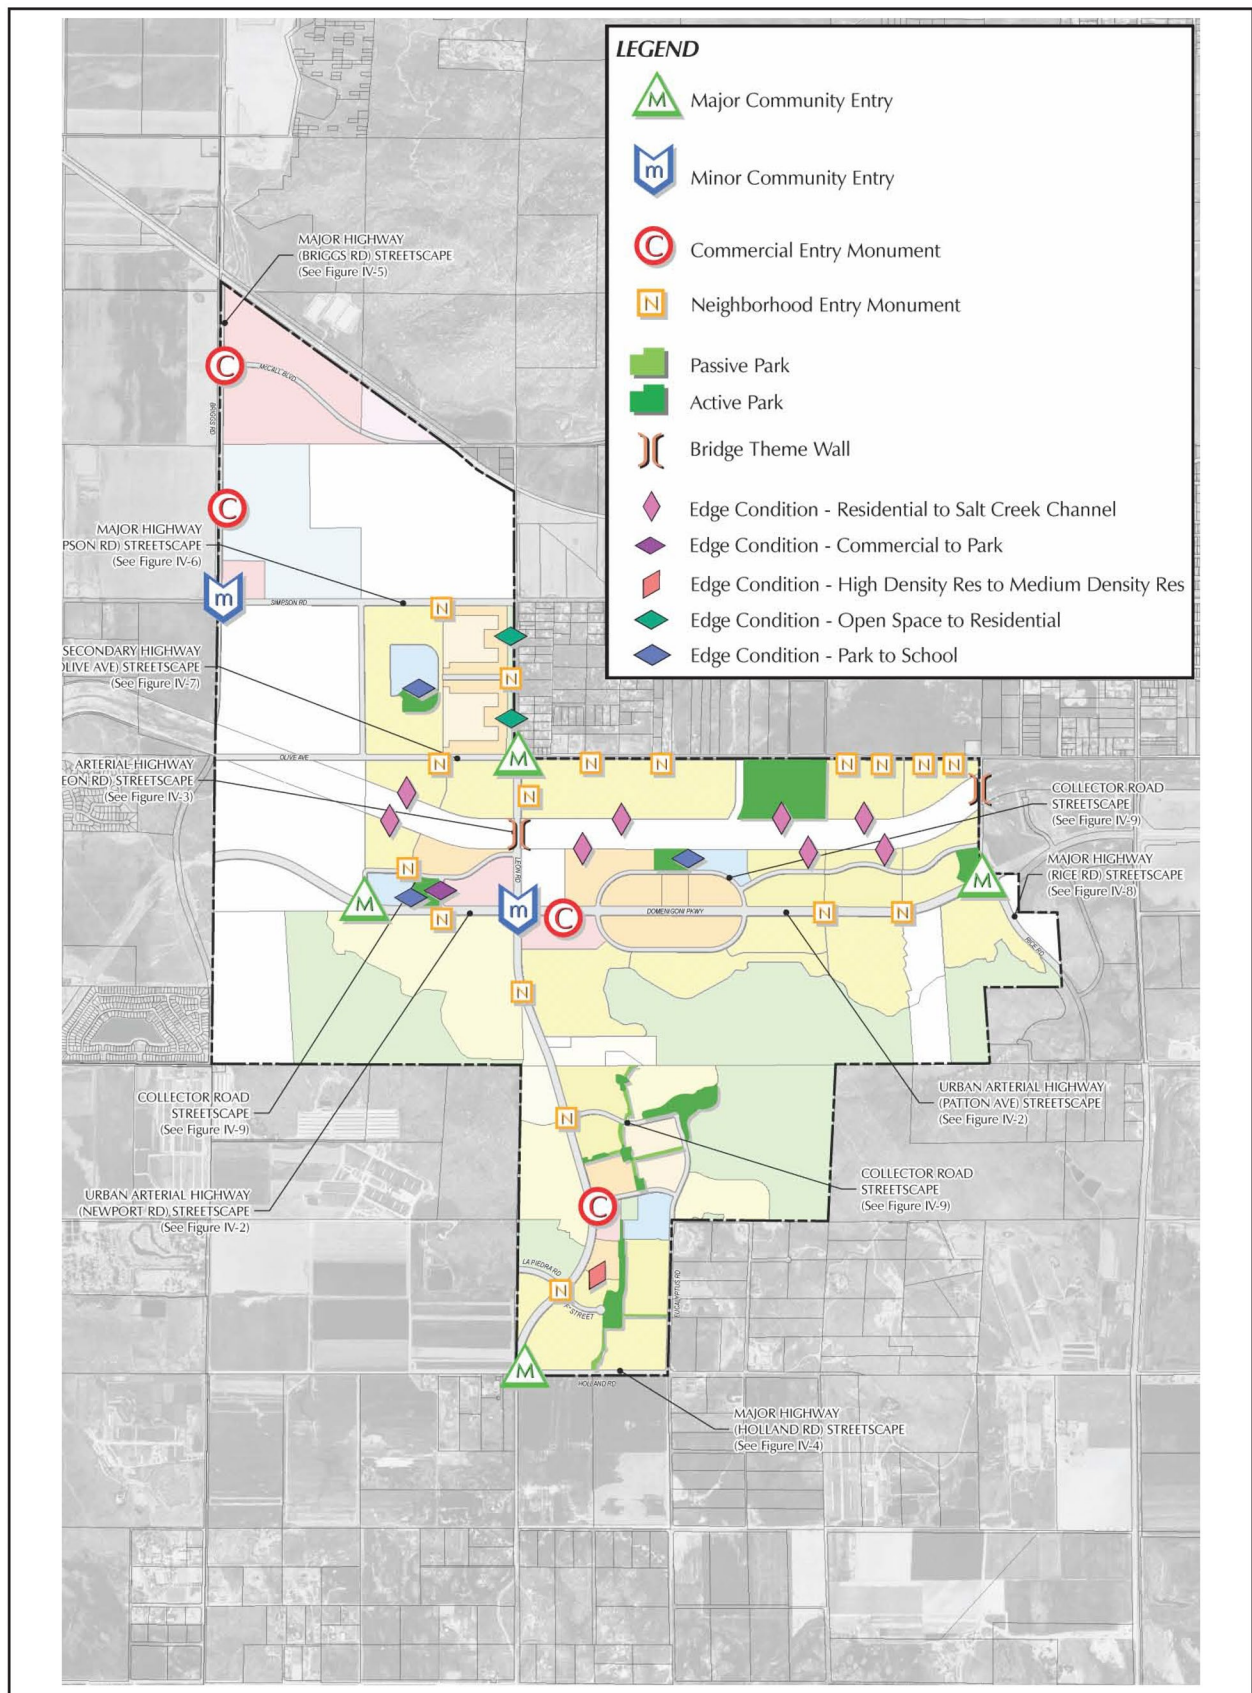 LEGEND
M Major Community Entry
m Minor Community Entry
C Commercial Entry Monument
N Neighborhood Entry Monument
Passive Park
Active Park
Bridge Theme Wall
Edge Condition - Residential to Salt Creek Channel
Edge Condition - Commercial to Park
Edge Condition - High Density Res to Medium Density Res
Edge Condition - Open Space to Residential
Edge Condition - Park to School
MAJOR HIGHWAY
(BRIGGS RD) STREETSCAPE
(See Figure IV-5)
C
MCCALL BLVD.
BRIGGS RD
C
MAJOR HIGHWAY
PSON RD) STREETSCAPE
(See Figure IV-6)
m
SIMPSON RD
N
SECONDARY HIGHWAY
OLIVE AVE) STREETSCAPE
(See Figure IV-7)
N
OLIVE AVE
N
M
N
N
N
N
N
N
ARTERIAL HIGHWAY
EON RD) STREETSCAPE
(See Figure IV-3)
N
COLLECTOR ROAD
STREETSCAPE
(See Figure IV-9)
N
LEON RD
MAJOR HIGHWAY
(RICE RD) STREETSCAPE
(See Figure IV-8)
M
N
m
C
DOMENIGONI PKWY
N
N
M
RICE RD.
N
COLLECTOR ROAD
STREETSCAPE
(See Figure IV-9)
URBAN ARTERIAL HIGHWAY
(PATTON AVE) STREETSCAPE
(See Figure IV-2)
N
URBAN ARTERIAL HIGHWAY
(NEWPORT RD) STREETSCAPE
(See Figure IV-2)
C
COLLECTOR ROAD
STREETSCAPE
(See Figure IV-9)
LA PIEDRA RD
N
STREET
EUCALYPTUS RD
M
HOLLAND RD
MAJOR HIGHWAY
(HOLLAND RD) STREETSCAPE
(See Figure IV-4)